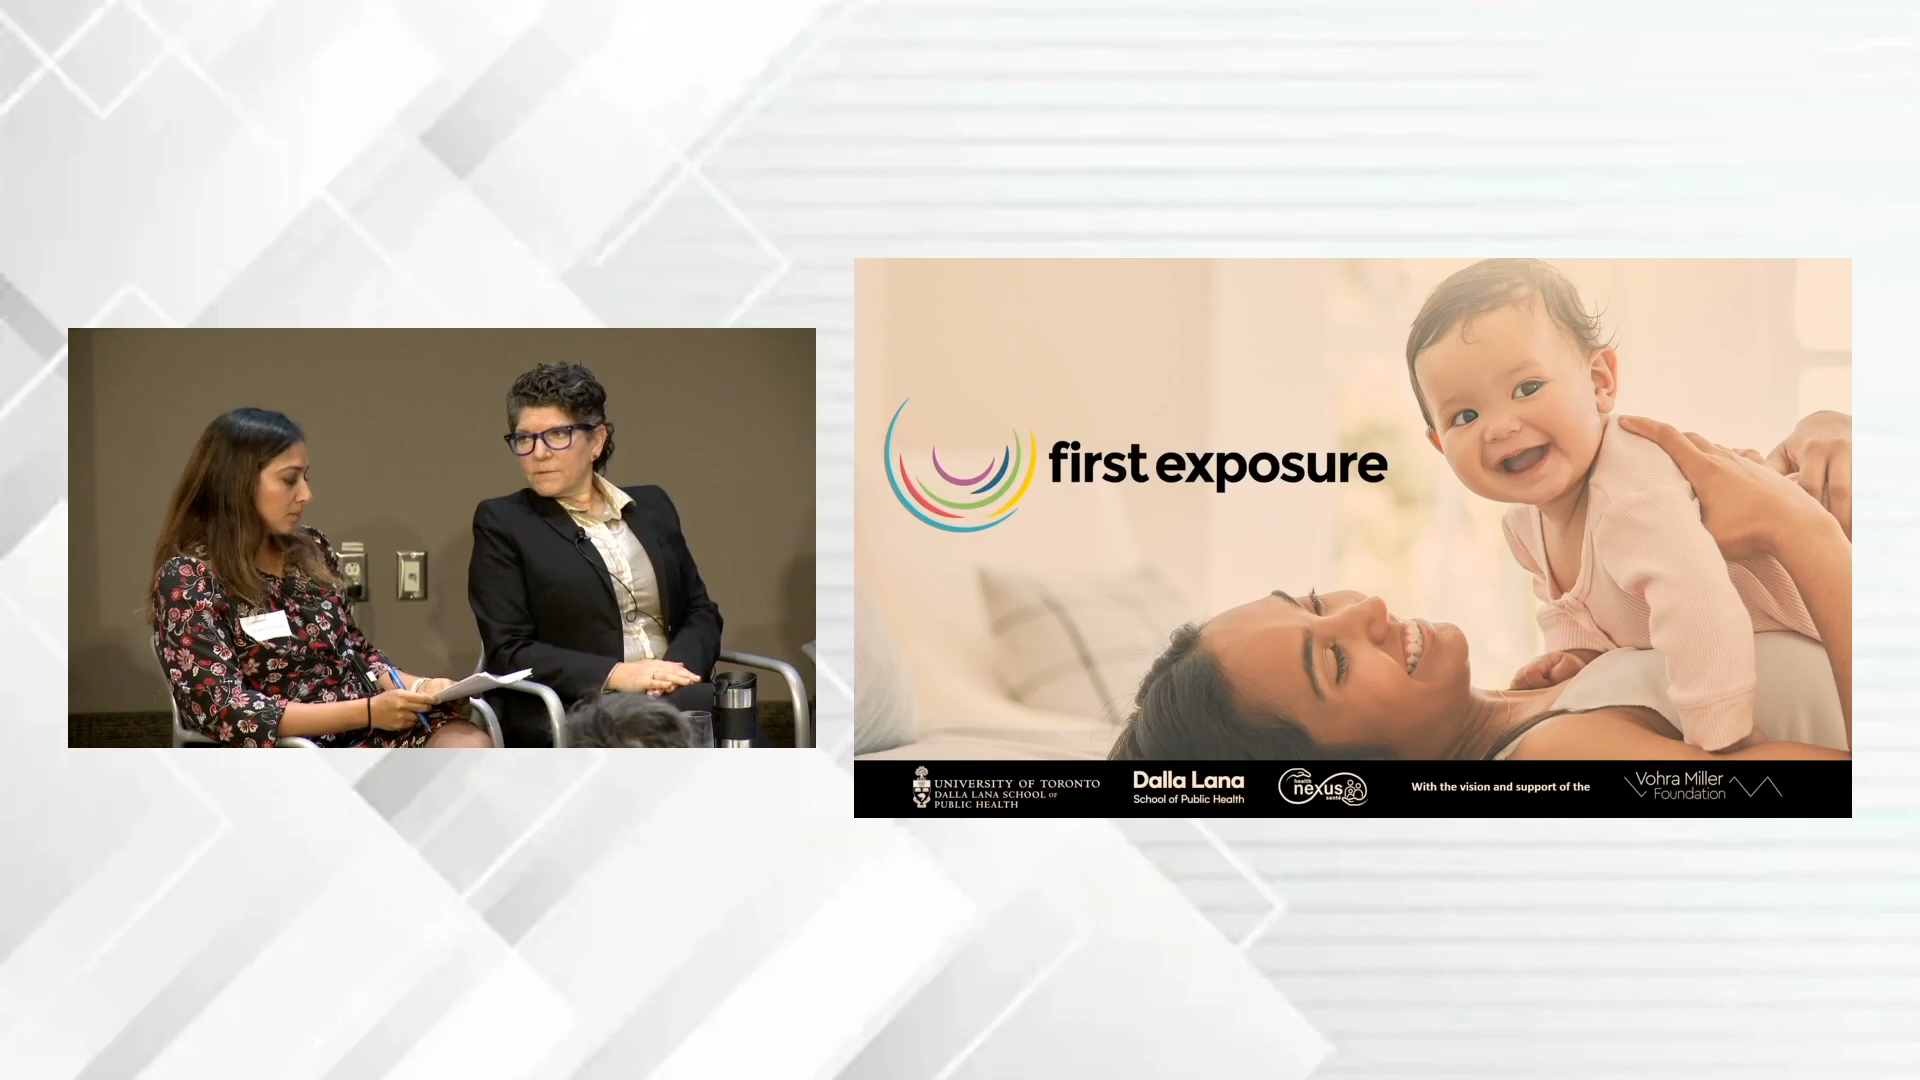 first exposure
UNIVERSITY OF TORONTO
DALLA LANA SCHOOL OF
PUBLIC HEALTH
Dalla Lana
School of Public Health
health
nexus
santé
With the vision and support of the
Vohra Miller
Foundation